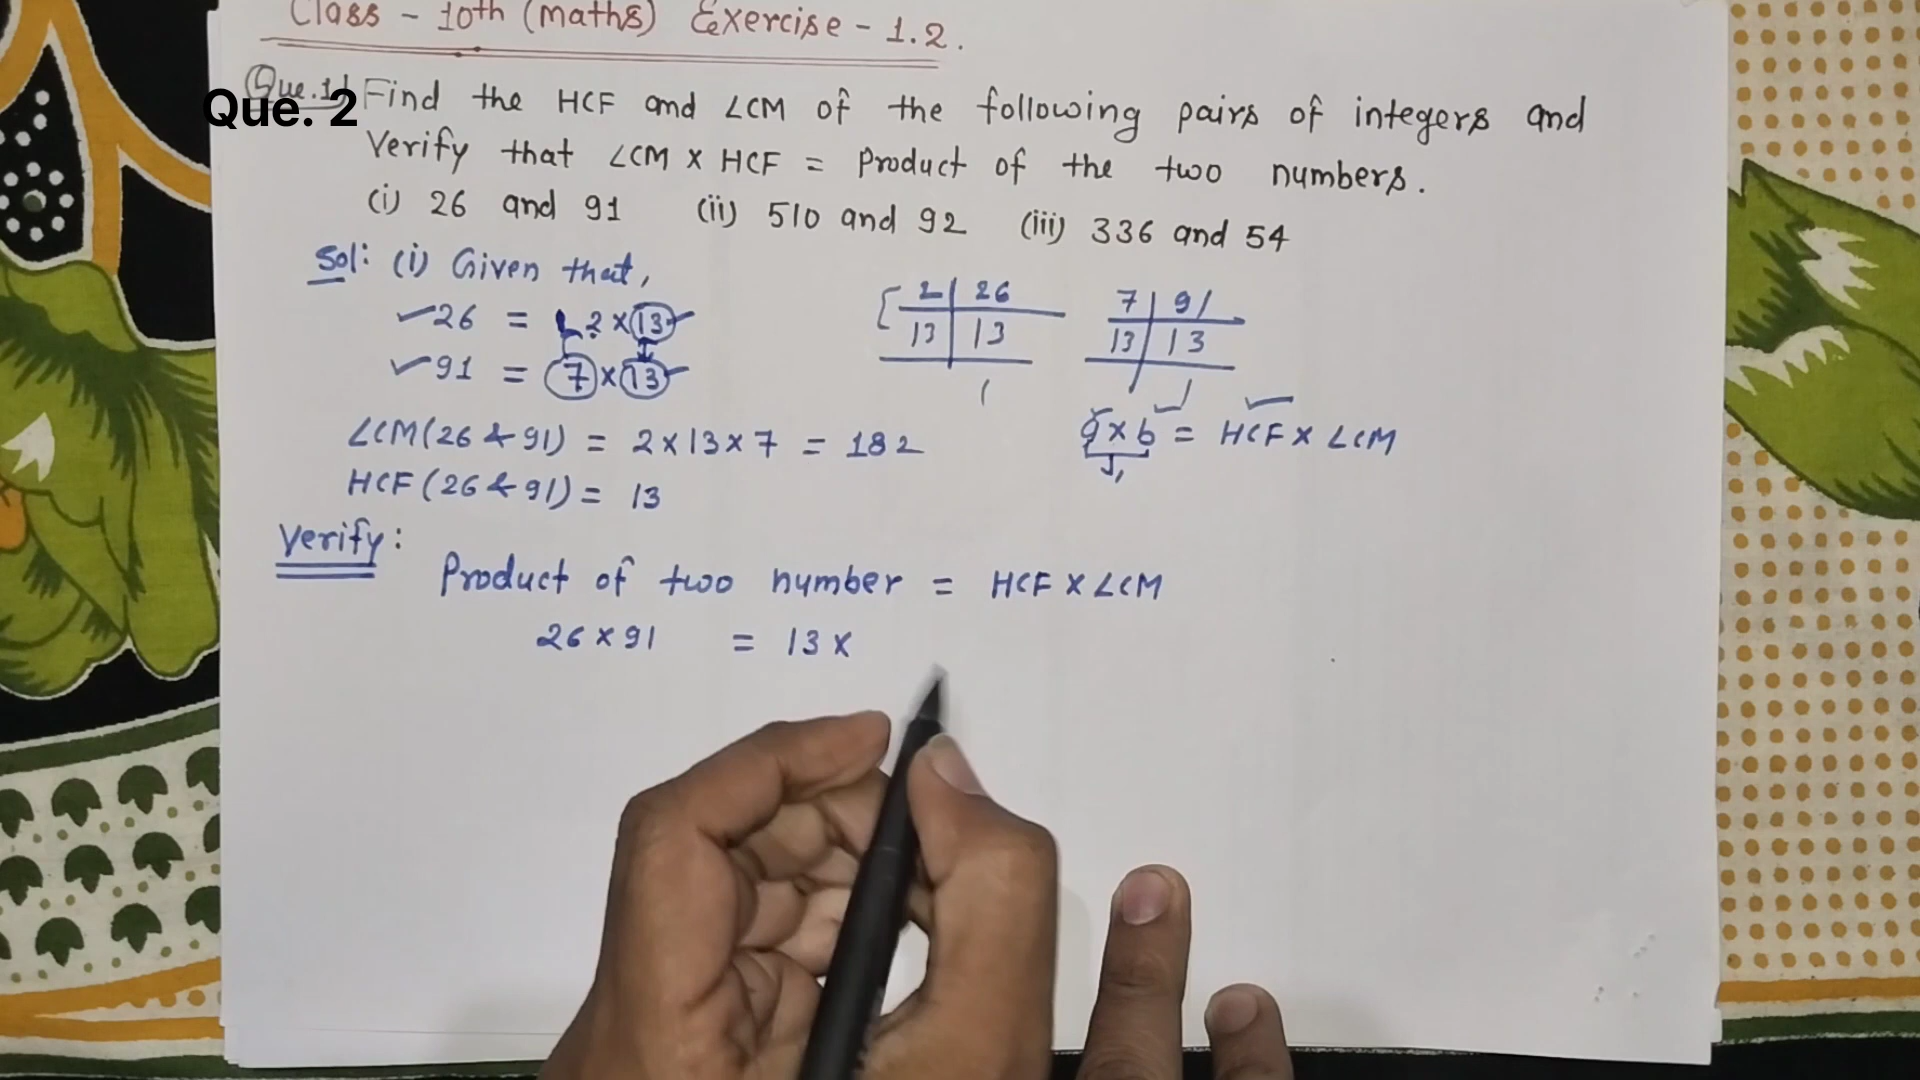 Class - 10th (maths) Exercise - 1.2.
Que. 2
Que.1 Find the HCF and LCM of the following pairs of integers and
Verify that LCM × HCF = Product of the two numbers.
(i) 26 and 91 (ii) 510 and 92 (iii) 336 and 54
Sol: (i) Given that,
26 = 2 × 13
91 = 7 × 13
2 | 26
13 | 13
1
7 | 91
13 | 13
1
LCM (26 & 91) = 2 × 13 × 7 = 182
HCF (26 & 91) = 13
a × b = HCF × LCM
Verify:
Product of two number = HCF × LCM
26 × 91 = 13 ×